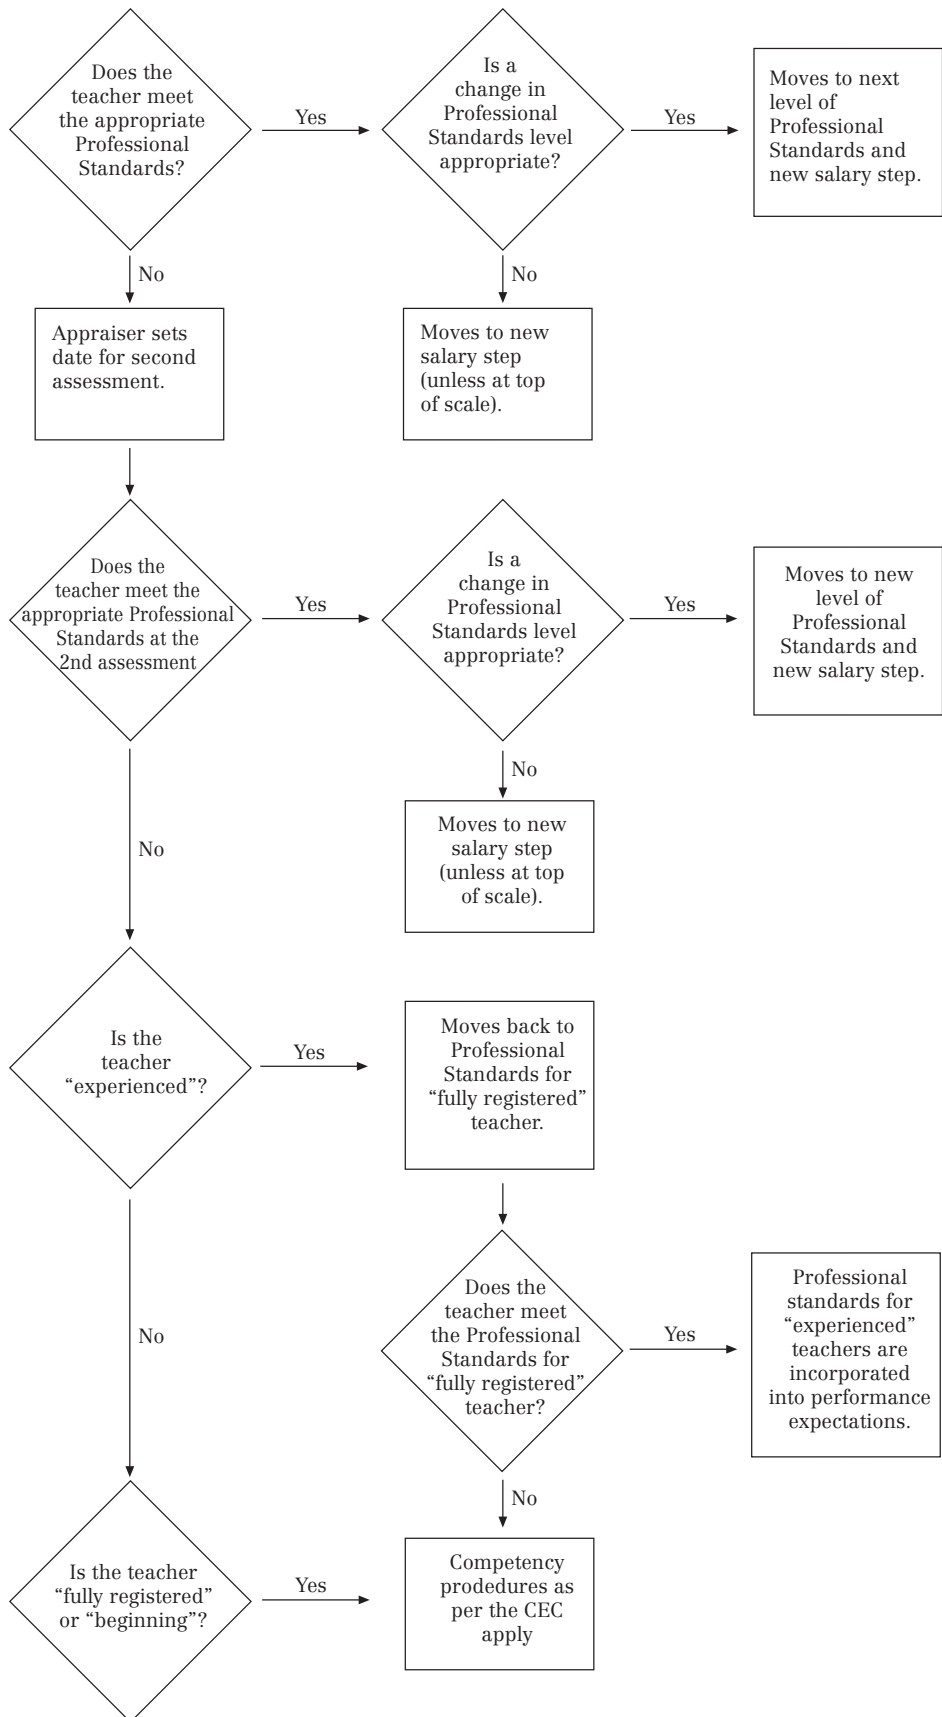 Does the
teacher meet
the appropriate
Professional
Standards?
Yes
Is a
change in
Professional
Standards level
appropriate?
Yes
Moves to next
level of
Professional
Standards and
new salary step.
No
No
Appraiser sets
date for second
assessment.
Moves to new
salary step
(unless at top
of scale).
Does the
teacher meet the
appropriate Professional
Standards at the
2nd assessment
Yes
Is a
change in
Professional
Standards level
appropriate?
Yes
Moves to new
level of
Professional
Standards and
new salary step.
No
No
Moves to new
salary step
(unless at top
of scale).
Is the
teacher
“experienced”?
Yes
Moves back to
Professional
Standards for
“fully registered”
teacher.
No
Does the
teacher meet
the Professional
Standards for
“fully registered”
teacher?
Yes
Professional
standards for
“experienced”
teachers are
incorporated
into performance
expectations.
No
Is the teacher
“fully registered”
or “beginning”?
Yes
Competency
prodedures as
per the CEC
apply